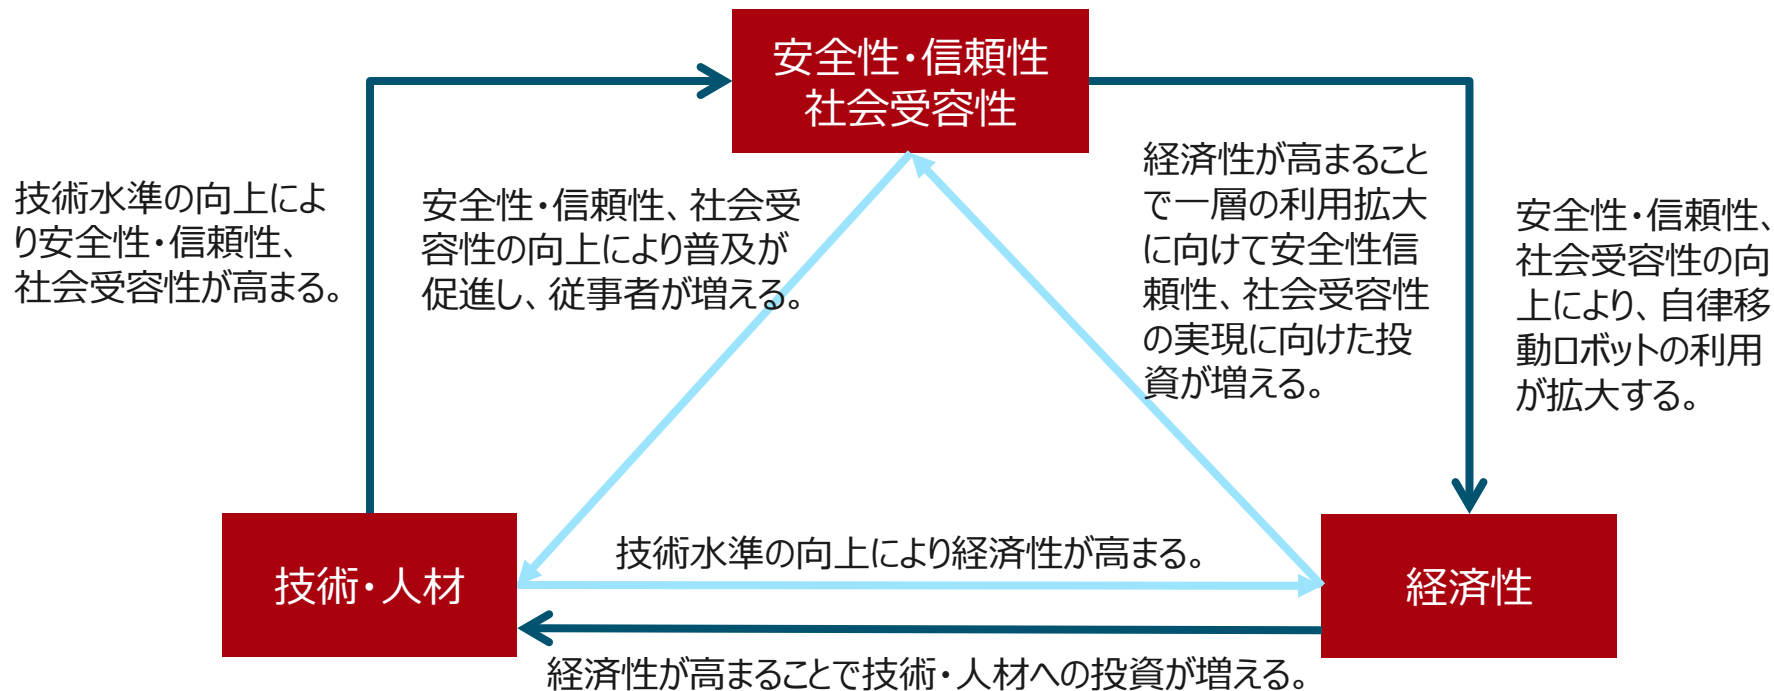 安全性・信頼性
社会受容性
技術水準の向上によ
り安全性・信頼性、
社会受容性が高まる。
安全性・信頼性、社会受
容性の向上により普及が
促進し、従事者が増える。
経済性が高まること
で一層の利用拡大
に向けて安全性信
頼性、社会受容性
の実現に向けた投
資が増える。
安全性・信頼性、
社会受容性の向
上により、自律移
動ロボットの利用
が拡大する。
技術・人材
技術水準の向上により経済性が高まる。
経済性
経済性が高まることで技術・人材への投資が増える。